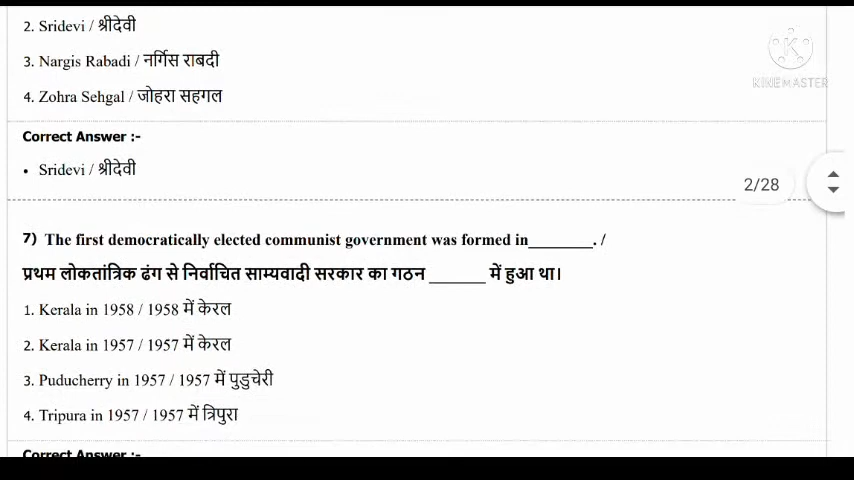 2. Sridevi / श्रीदेवी
KINEMASTER
3. Nargis Rabadi / नर्गिस राबदी
4. Zohra Sehgal / जोहरा सहगल
Correct Answer :-
• Sridevi / श्रीदेवी
2/28
7) The first democratically elected communist government was formed in________. /
प्रथम लोकतांत्रिक ढंग से निर्वाचित साम्यवादी सरकार का गठन _______ में हुआ था।
1. Kerala in 1958 / 1958 में केरल
2. Kerala in 1957 / 1957 में केरल
3. Puducherry in 1957 / 1957 में पुडुचेरी
4. Tripura in 1957 / 1957 में त्रिपुरा
Correct Answer :-